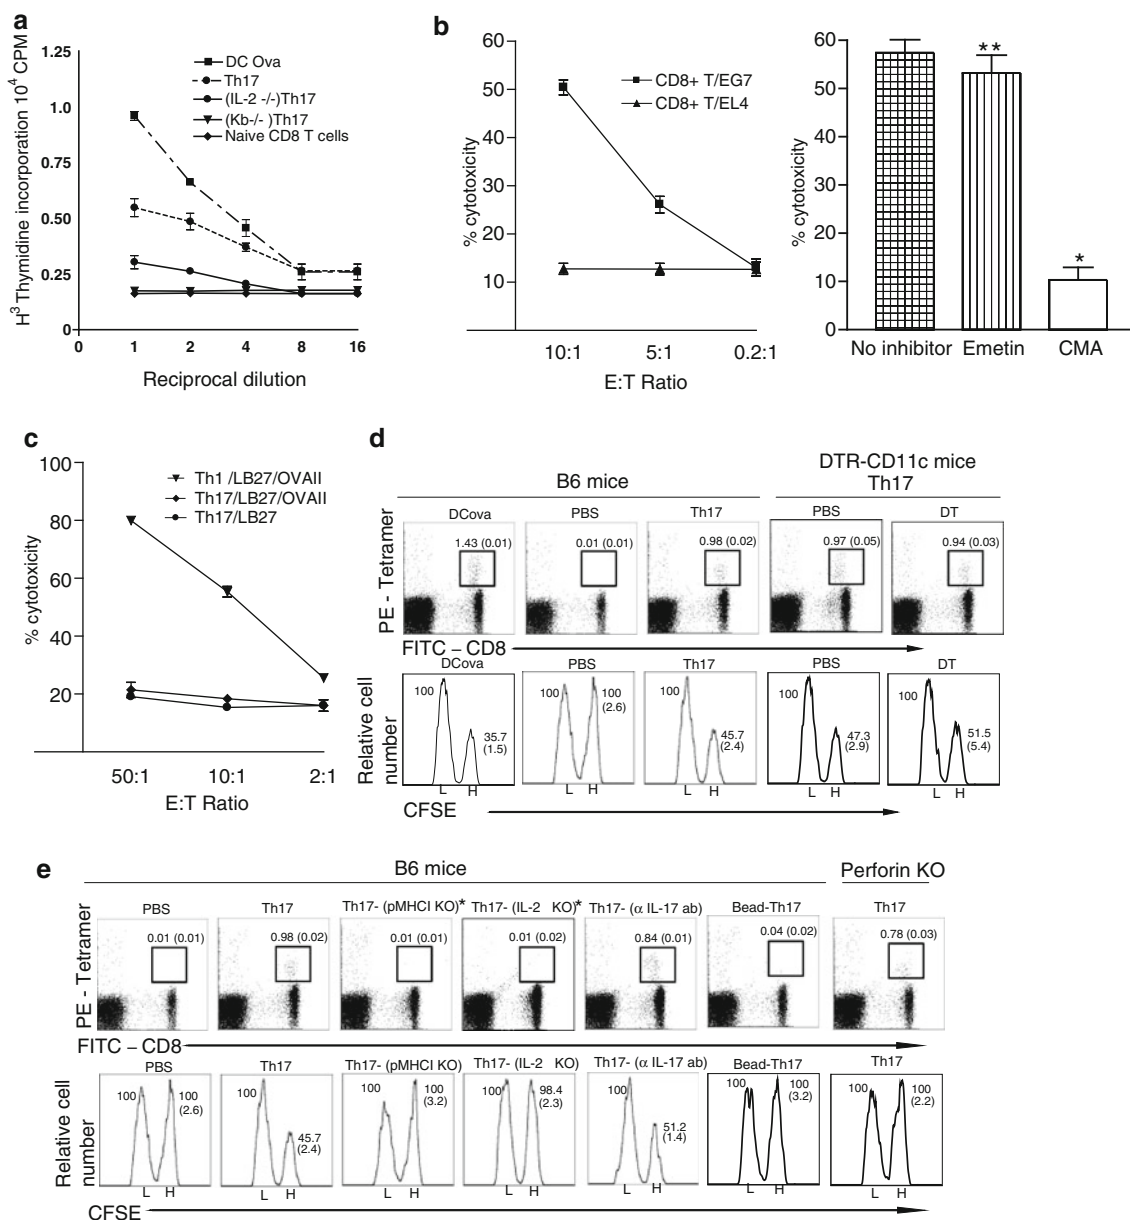 a
H³ Thymidine incorporation 10⁴ CPM
1.25
1.0
0.75
0.50
0.25
0
0 1 2 4 8 16
Reciprocal dilution
DC Ova
Th17
(IL-2 -/-)Th17
(Kb-/- )Th17
Naive CD8 T cells
b
% cytotoxicity
60
50
40
30
20
10
0
CD8+ T/EG7
CD8+ T/EL4
10:1 5:1 0.2:1
E:T Ratio
% cytotoxicity
60
50
40
30
20
10
0
**
*
No inhibitor Emetin CMA
c
% cytotoxicity
100
80
60
40
20
Th1 /LB27/OVAII
Th17/LB27/OVAII
Th17/LB27
50:1 10:1 2:1
E:T Ratio
d
B6 mice
DTR-CD11c mice
Th17
DCova PBS Th17 PBS DT
PE - Tetramer
1.43 (0.01) 0.01 (0.01) 0.98 (0.02) 0.97 (0.05) 0.94 (0.03)
FITC – CD8
DCova PBS Th17 PBS DT
Relative cell
number
100 35.7 (1.5)
100 100 (2.6)
100 45.7 (2.4)
100 47.3 (2.9)
100 51.5 (5.4)
L H L H L H L H L H
CFSE
e
B6 mice
Perforin KO
PBS Th17 Th17- (pMHCI KO)* Th17- (IL-2 KO)* Th17- (α IL-17 ab) Bead-Th17 Th17
PE - Tetramer
0.01 (0.01) 0.98 (0.02) 0.01 (0.01) 0.01 (0.02) 0.84 (0.01) 0.04 (0.02) 0.78 (0.03)
FITC – CD8
PBS Th17 Th17- (pMHCI KO) Th17- (IL-2 KO) Th17- (α IL-17 ab) Bead-Th17 Th17
Relative cell
number
100 100 (2.6)
100 45.7 (2.4)
100 100 (3.2)
100 98.4 (2.3)
100 51.2 (1.4)
100 100 (3.2)
100 100 (2.2)
L H L H L H L H L H L H L H
CFSE